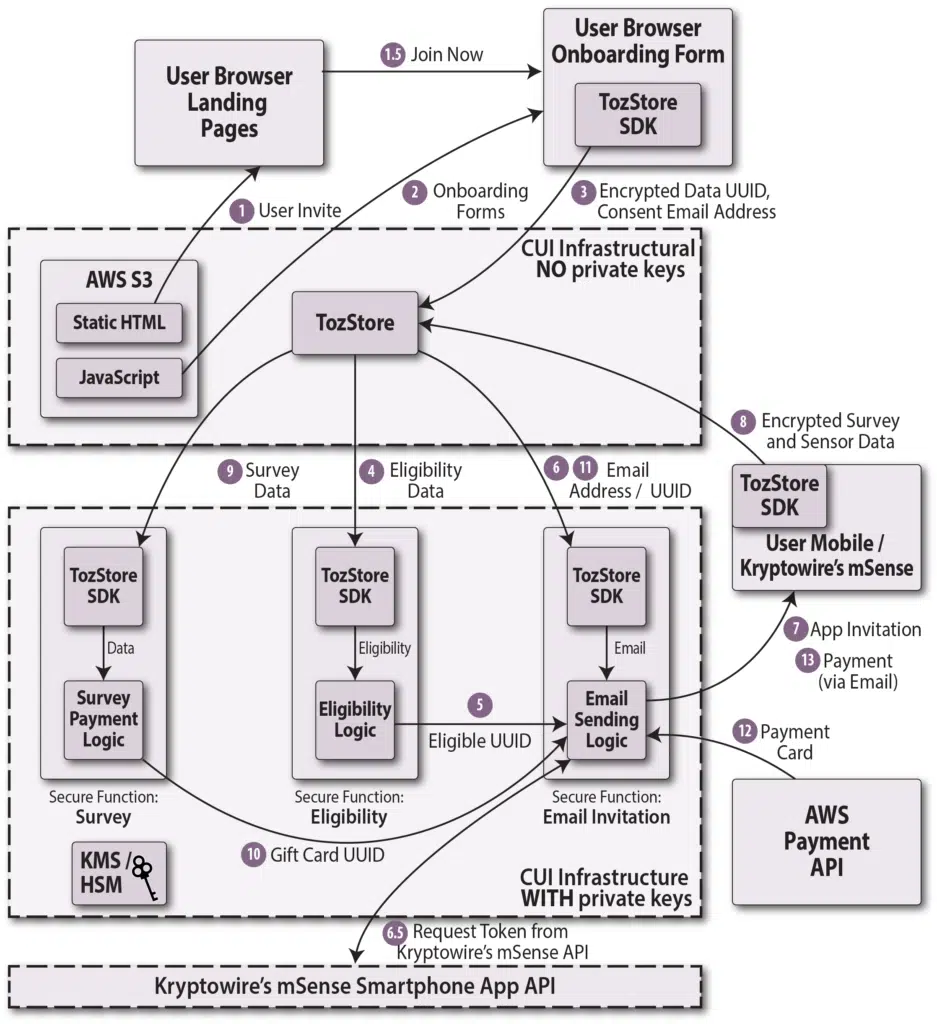 User Browser
Landing
Pages
1.5 Join Now
User Browser
Onboarding Form
TozStore
SDK
1 User Invite
2 Onboarding
Forms
3 Encrypted Data UUID,
Consent Email Address
CUI Infrastructural
NO private keys
AWS S3
Static HTML
JavaScript
TozStore
8 Encrypted Survey
and Sensor Data
9 Survey
Data
4 Eligibility
Data
6 11 Email
Address / UUID
TozStore
SDK
User Mobile /
Kryptowire's mSense
TozStore
SDK
Data
Survey
Payment
Logic
TozStore
SDK
Eligibility
Eligibility
Logic
TozStore
SDK
Email
Email
Sending
Logic
5
Eligible UUID
7 App Invitation
13 Payment
(via Email)
12 Payment
Card
AWS
Payment
API
Secure Function:
Survey
Secure Function:
Eligibility
Secure Function:
Email Invitation
10 Gift Card UUID
KMS /
HSM
CUI Infrastructure
WITH private keys
6.5 Request Token from
Kryptowire's mSense API
Kryptowire's mSense Smartphone App API